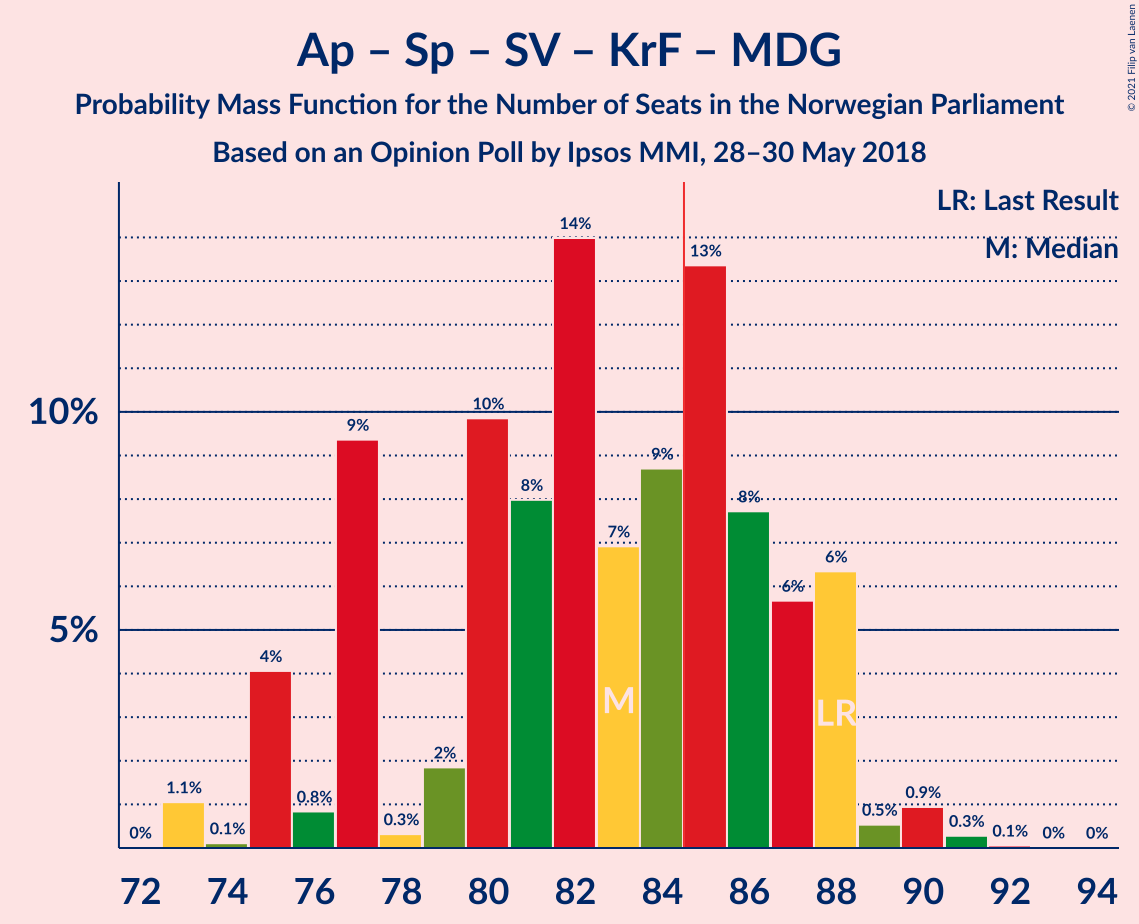 Ap – Sp – SV – KrF – MDG
Probability Mass Function for the Number of Seats in the Norwegian Parliament
Based on an Opinion Poll by Ipsos MMI, 28–30 May 2018
© 2021 Filip van Laenen
LR: Last Result
M: Median
10%
5%
0%
1.1%
0.1%
4%
0.8%
9%
0.3%
2%
10%
8%
14%
7%
9%
13%
8%
6%
6%
0.5%
0.9%
0.3%
0.1%
0%
0%
M
LR
72 74 76 78 80 82 84 86 88 90 92 94